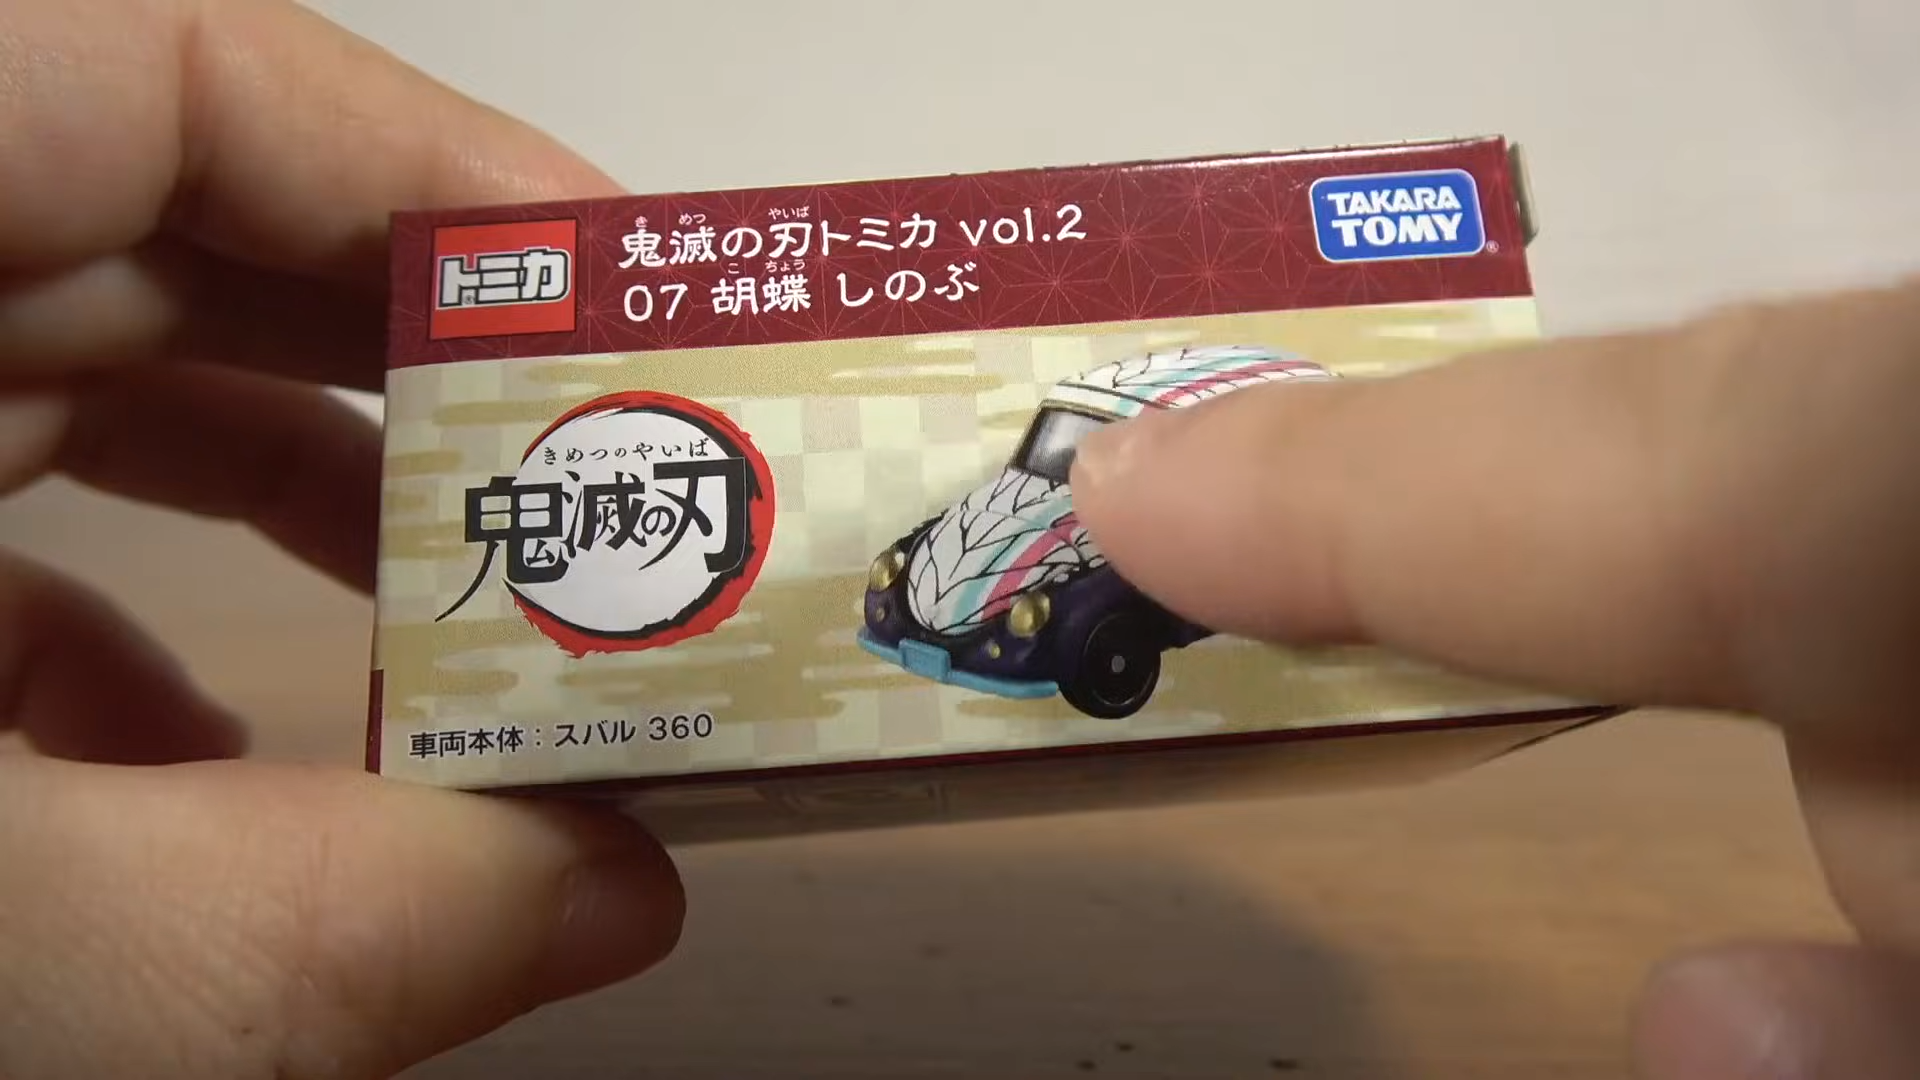 トミカ
鬼滅の刃トミカ vol.2
きめつ やいば
07 胡蝶 しのぶ
こちょう
TAKARA
TOMY
きめつのやいば
鬼滅の刃
車両本体：スバル 360